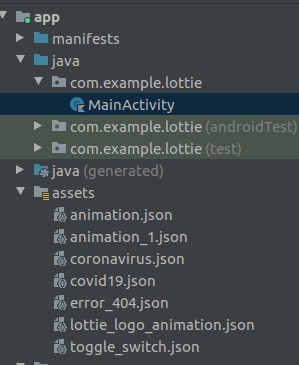 app
manifests
java
com.example.lottie
MainActivity
com.example.lottie (androidTest)
com.example.lottie (test)
java (generated)
assets
animation.json
animation_1.json
coronavirus.json
covid19.json
error_404.json
lottie_logo_animation.json
toggle_switch.json